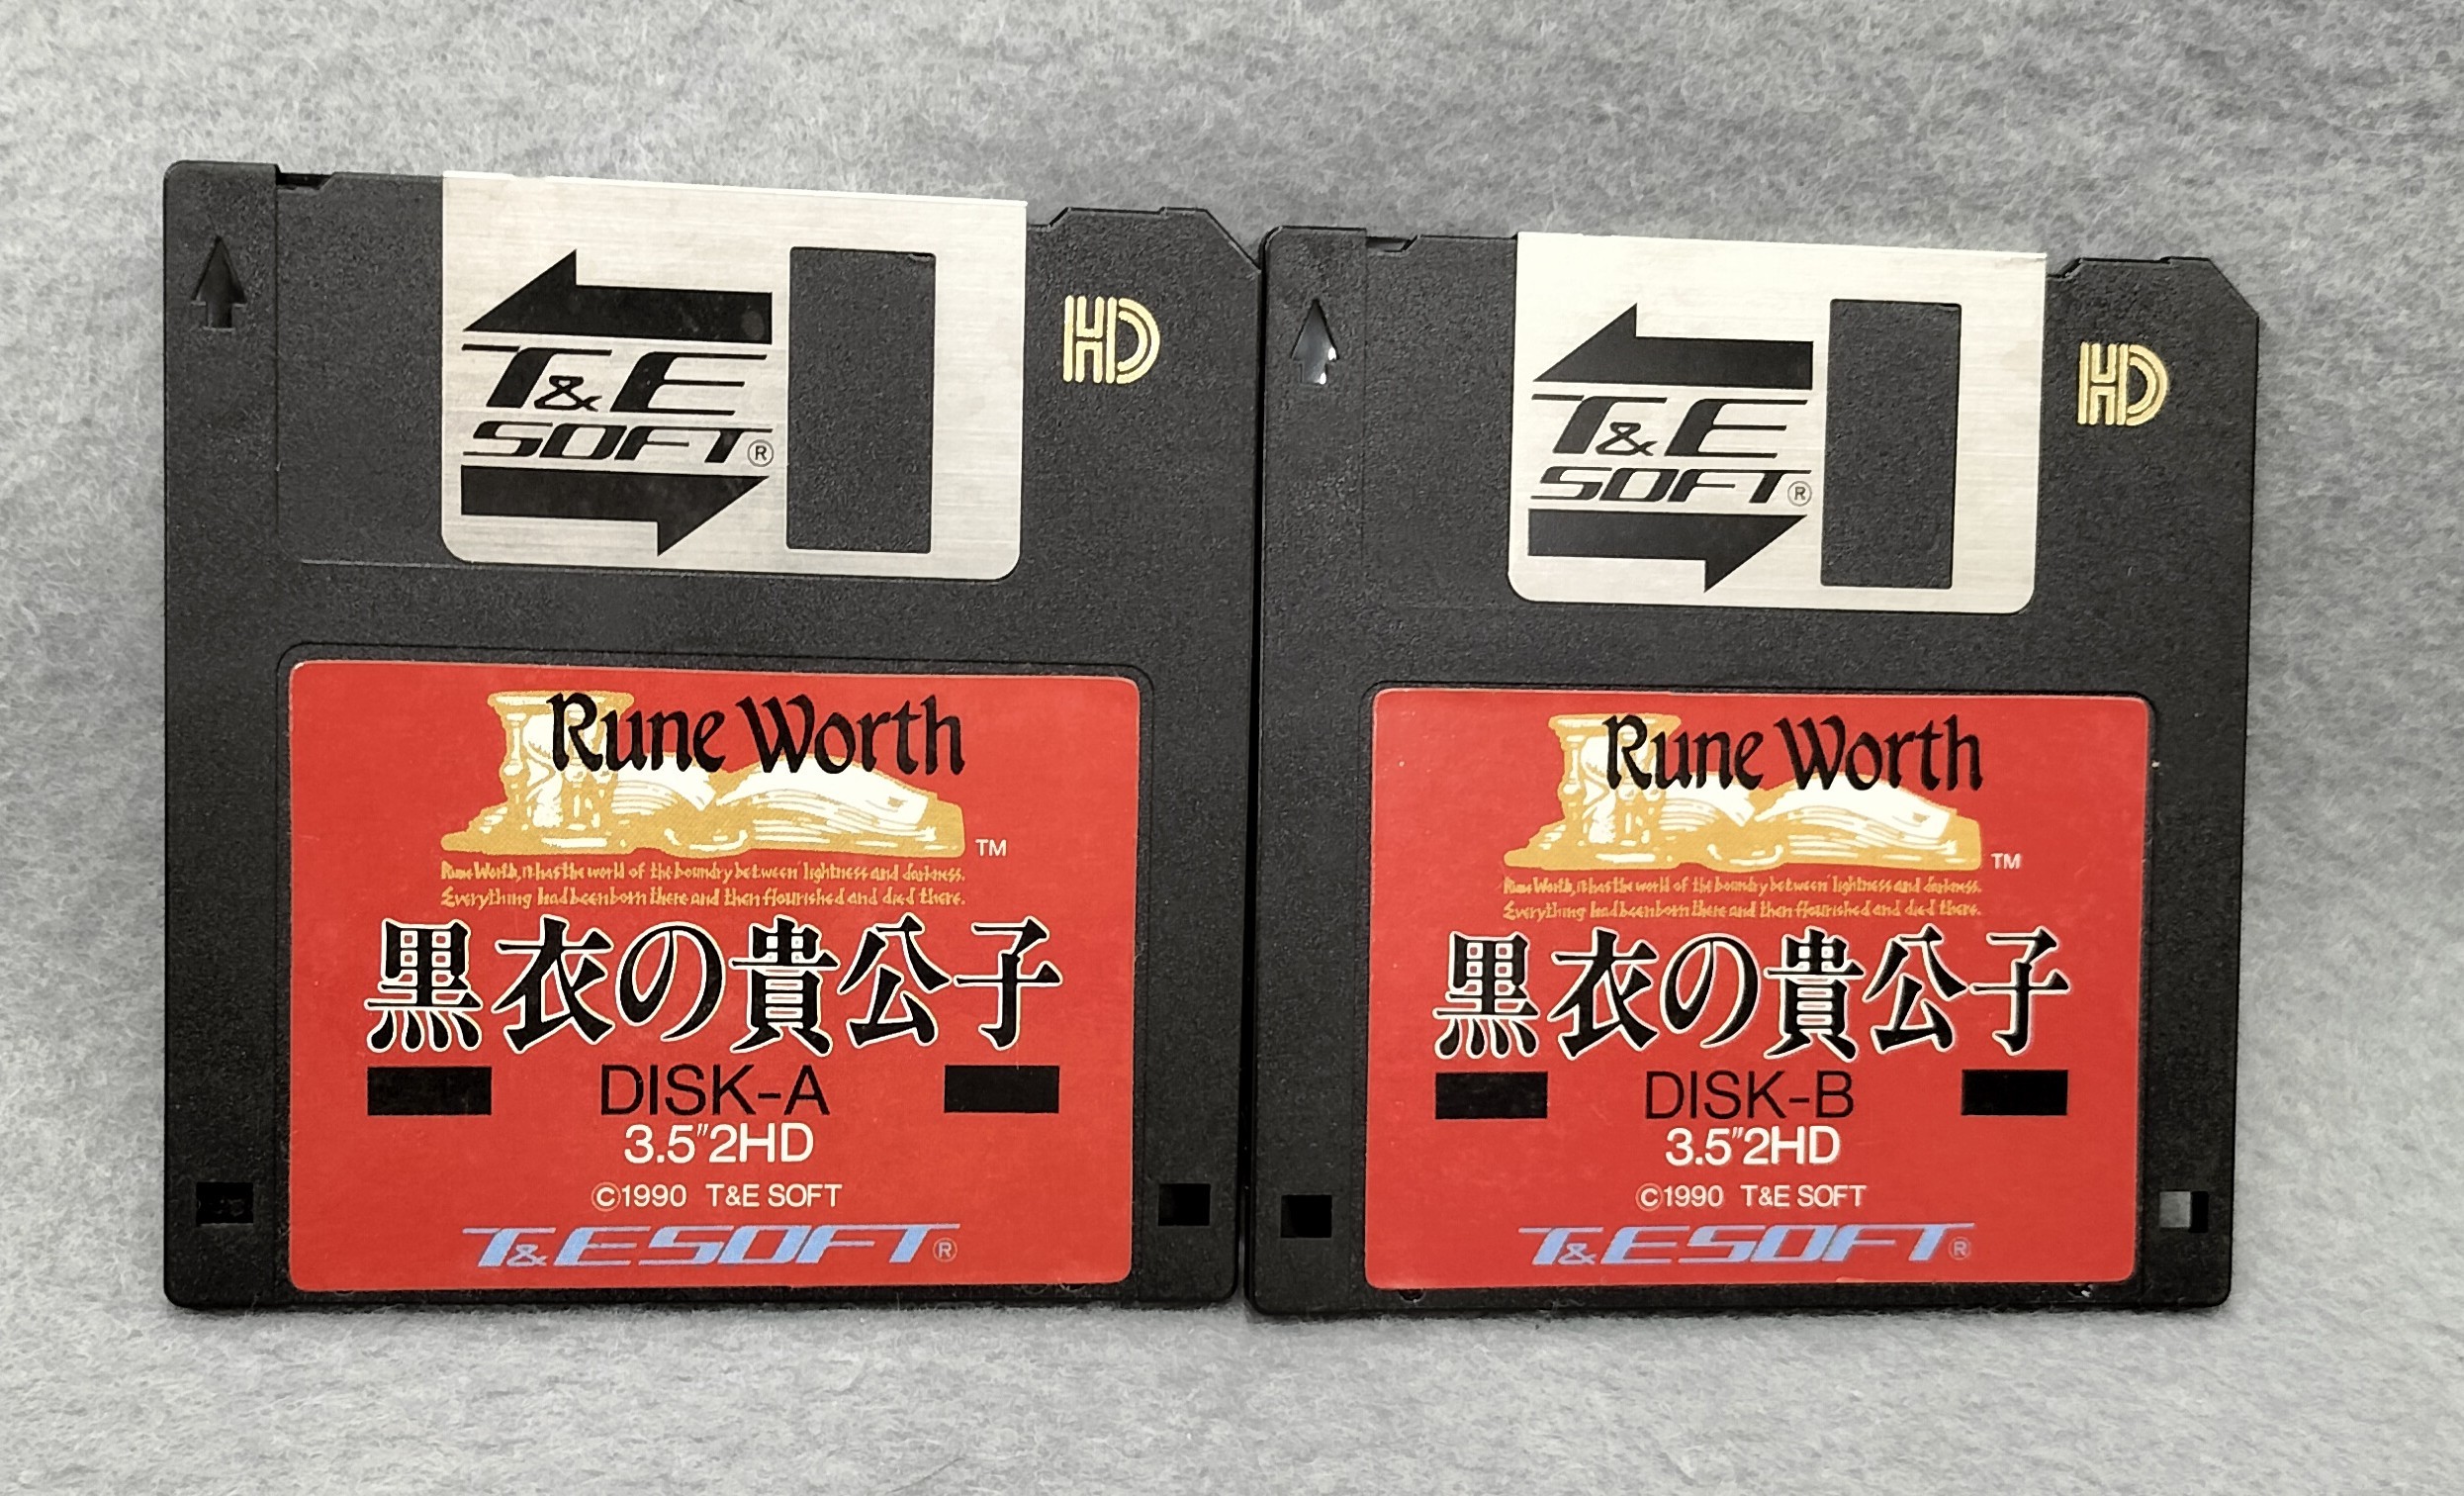 T&E
SOFT®
HD
Rune Worth
TM
Rune Worth, it has the world of the boundry between lightness and darkness.
Everything had been born there and then flourished and died there.
黒衣の貴公子
DISK-A
3.5"2HD
©1990 T&E SOFT
T&E SOFT®
T&E
SOFT®
HD
Rune Worth
TM
Rune Worth, it has the world of the boundry between lightness and darkness.
Everything had been born there and then flourished and died there.
黒衣の貴公子
DISK-B
3.5"2HD
©1990 T&E SOFT
T&E SOFT®